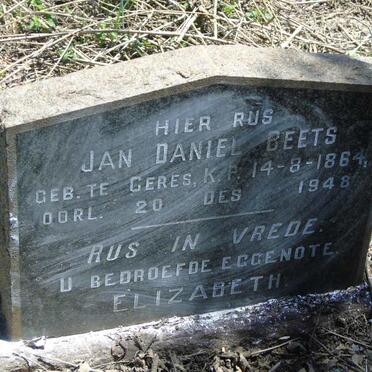 HIER RUS
JAN DANIEL BEETS
GEB. TE CERES, K.P. 14-8-1864,
OORL. 20 DES 1948
RUS IN VREDE.
U BEDROEFDE EGGENOTE
ELIZABETH